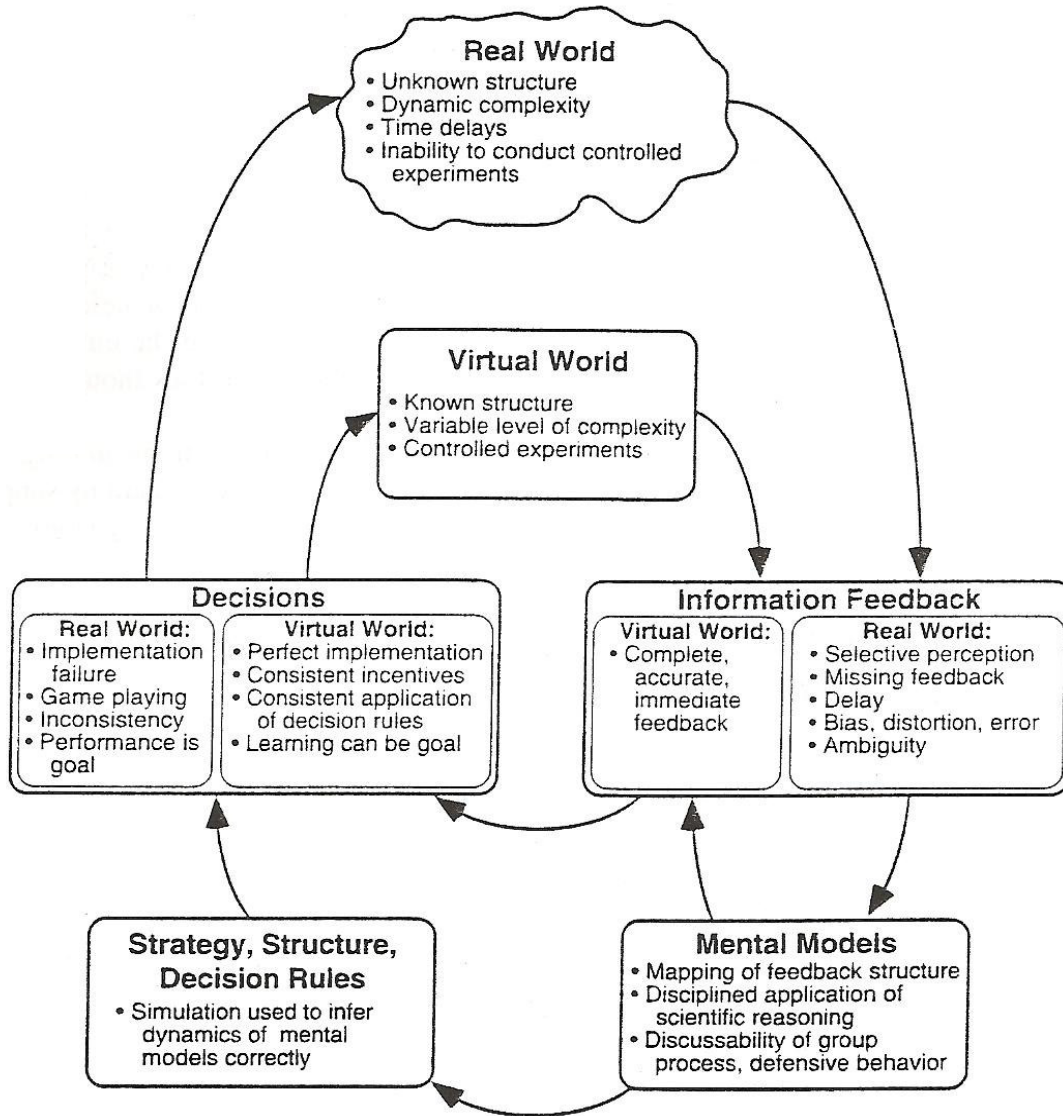 Real World
• Unknown structure
• Dynamic complexity
• Time delays
• Inability to conduct controlled
experiments
Virtual World
• Known structure
• Variable level of complexity
• Controlled experiments
Decisions
Real World:
• Implementation
failure
• Game playing
• Inconsistency
• Performance is
goal
Virtual World:
• Perfect implementation
• Consistent incentives
• Consistent application
of decision rules
• Learning can be goal
Information Feedback
Virtual World:
• Complete,
accurate,
immediate
feedback
Real World:
• Selective perception
• Missing feedback
• Delay
• Bias, distortion, error
• Ambiguity
Strategy, Structure,
Decision Rules
• Simulation used to infer
dynamics of mental
models correctly
Mental Models
• Mapping of feedback structure
• Disciplined application of
scientific reasoning
• Discussability of group
process, defensive behavior